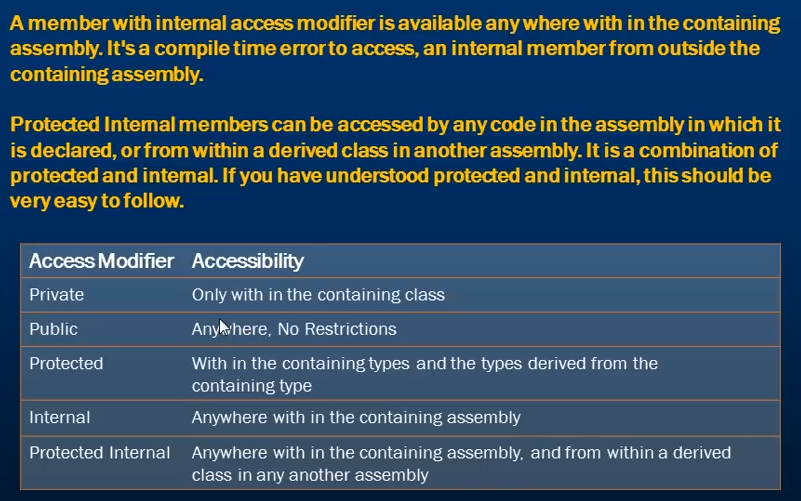 A member with internal access modifier is available any where with in the containing
assembly. It's a compile time error to access, an internal member from outside the
containing assembly.
Protected Internal members can be accessed by any code in the assembly in which it
is declared, or from within a derived class in another assembly. It is a combination of
protected and internal. If you have understood protected and internal, this should be
very easy to follow.
Access Modifier Accessibility
Private Only with in the containing class
Public Anywhere, No Restrictions
Protected With in the containing types and the types derived from the
containing type
Internal Anywhere with in the containing assembly
Protected Internal Anywhere with in the containing assembly, and from within a derived
class in any another assembly